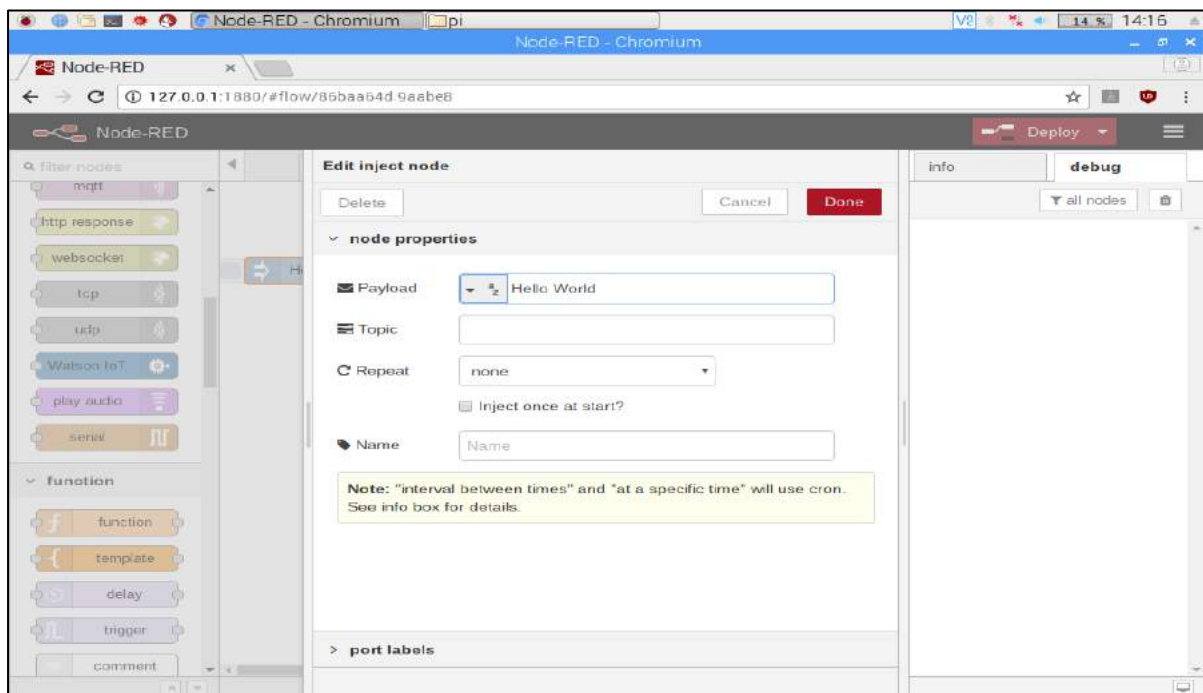 Node-RED - Chromium
pi
14 %
14:16
Node-RED - Chromium
Node-RED
127.0.0.1:1880/#flow/86baa64d.9aabe8
Node-RED
Deploy
filter nodes
Edit inject node
info
debug
mqtt
Delete
Cancel
Done
all nodes
http response
node properties
websocket
Payload
Hello World
tcp
Topic
udp
Watson IoT
Repeat
none
play audio
Inject once at start?
serial
Name
Name
function
Note: "interval between times" and "at a specific time" will use cron.
See info box for details.
function
template
delay
trigger
port labels
comment